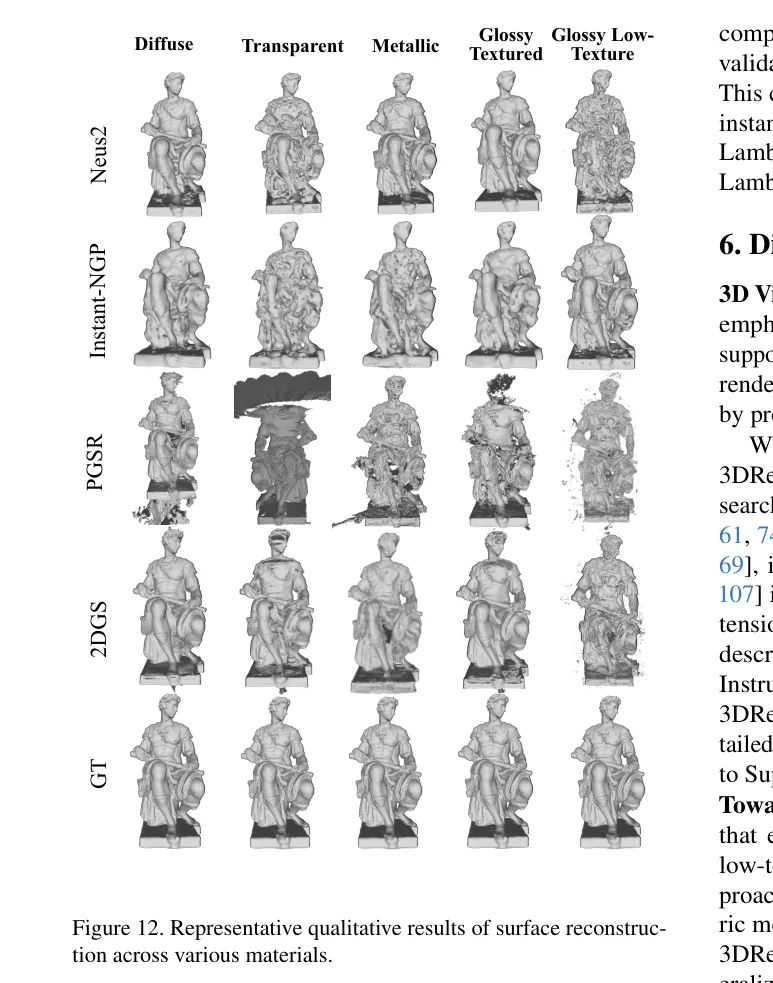 Diffuse
Transparent
Metallic
Glossy
Textured
Glossy Low-
Texture
Neus2
Instant-NGP
PGSR
2DGS
GT
Figure 12. Representative qualitative results of surface reconstruc-
tion across various materials.
comp
valida
This c
instan
Lamb
Lamb
6. Di
3D Vi
emph
suppo
rende
by pro
W
3DRe
search
61, 74
69], i
107] i
tensio
descr
Instru
3DRe
tailed
to Sup
Towa
that e
low-te
proac
ric mo
3DRe